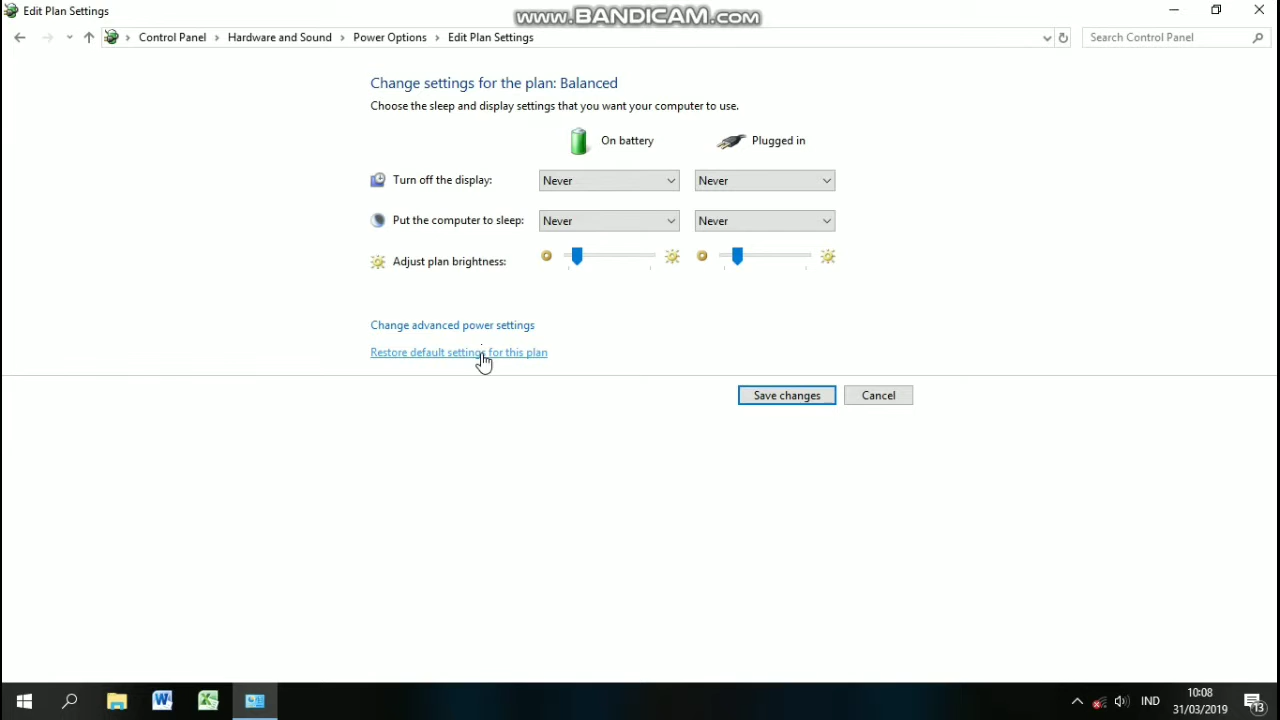 Edit Plan Settings
www.BANDICAM.com
Control Panel > Hardware and Sound > Power Options > Edit Plan Settings
Search Control Panel
Change settings for the plan: Balanced
Choose the sleep and display settings that you want your computer to use.
On battery Plugged in
Turn off the display: Never Never
Put the computer to sleep: Never Never
Adjust plan brightness:
Change advanced power settings
Restore default settings for this plan
Save changes Cancel
IND
10:08
31/03/2019
13